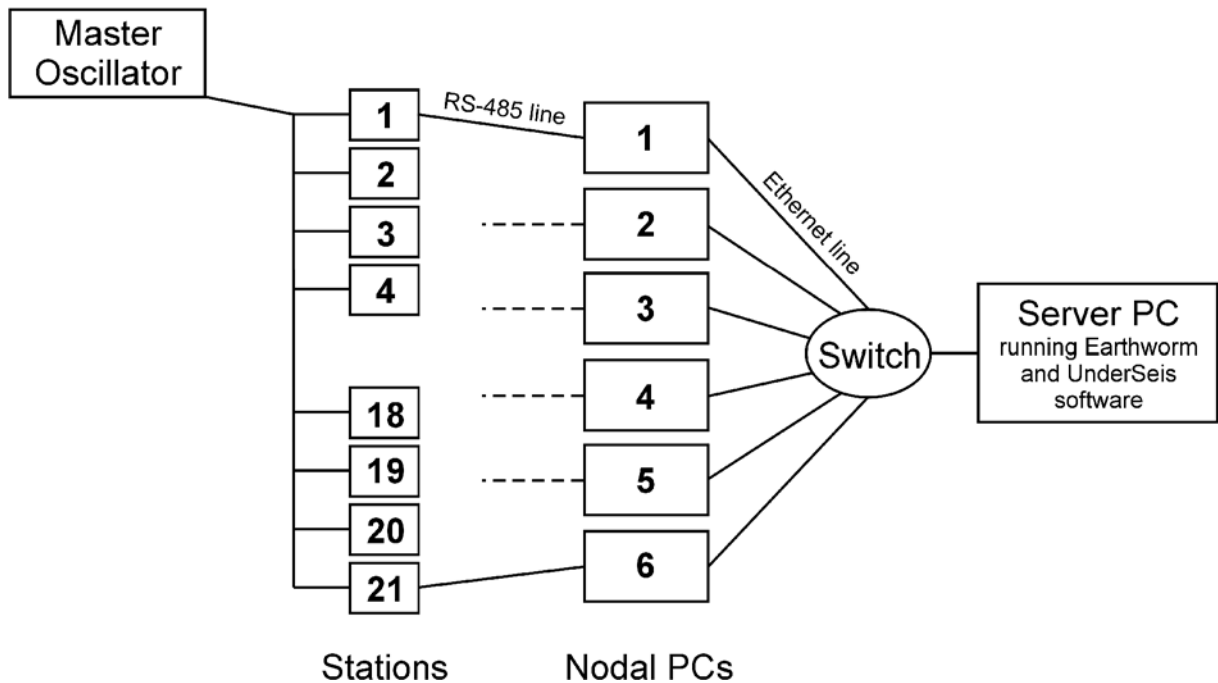 Master
Oscillator
1
2
3
4
18
19
20
21
Stations
RS-485 line
1
2
3
4
5
6
Nodal PCs
Ethernet line
Switch
Server PC
running Earthworm
and UnderSeis
software